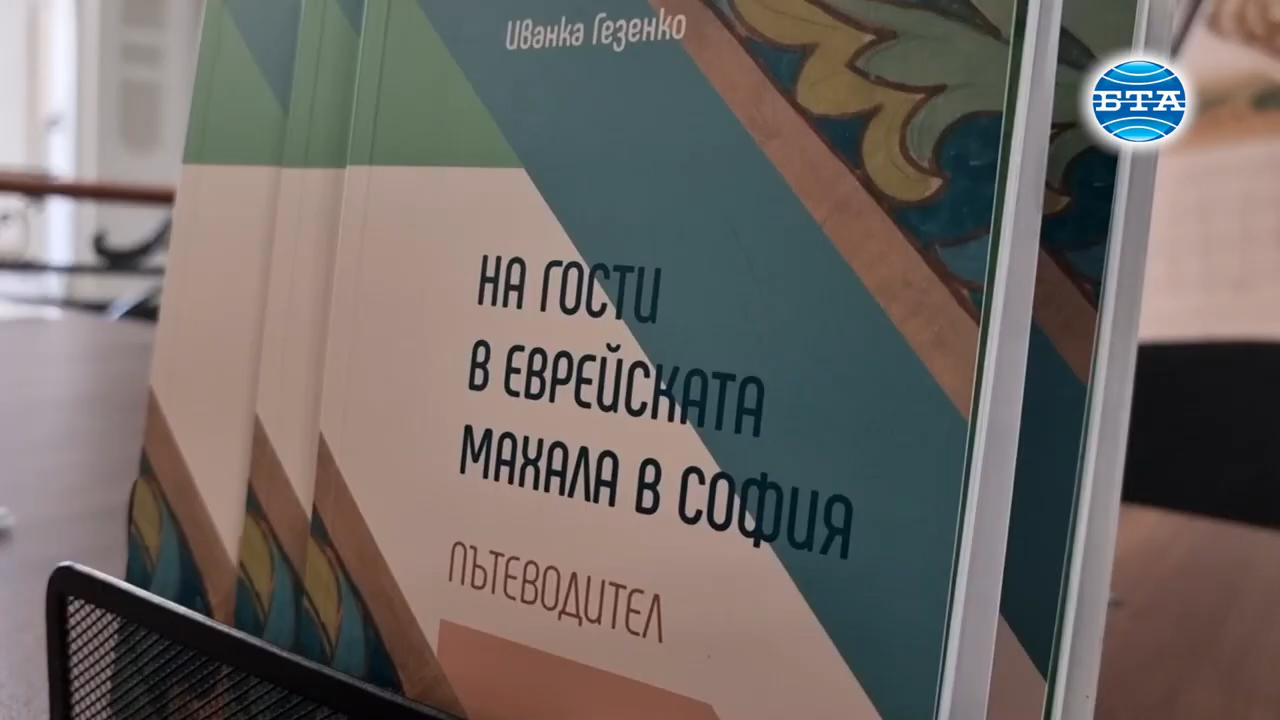 Иванка Гезенко
БТА
НА ГОСТИ
В ЕВРЕЙСКАТА
МАХАЛА В СОФИЯ
ПЪТЕВОДИТЕЛ